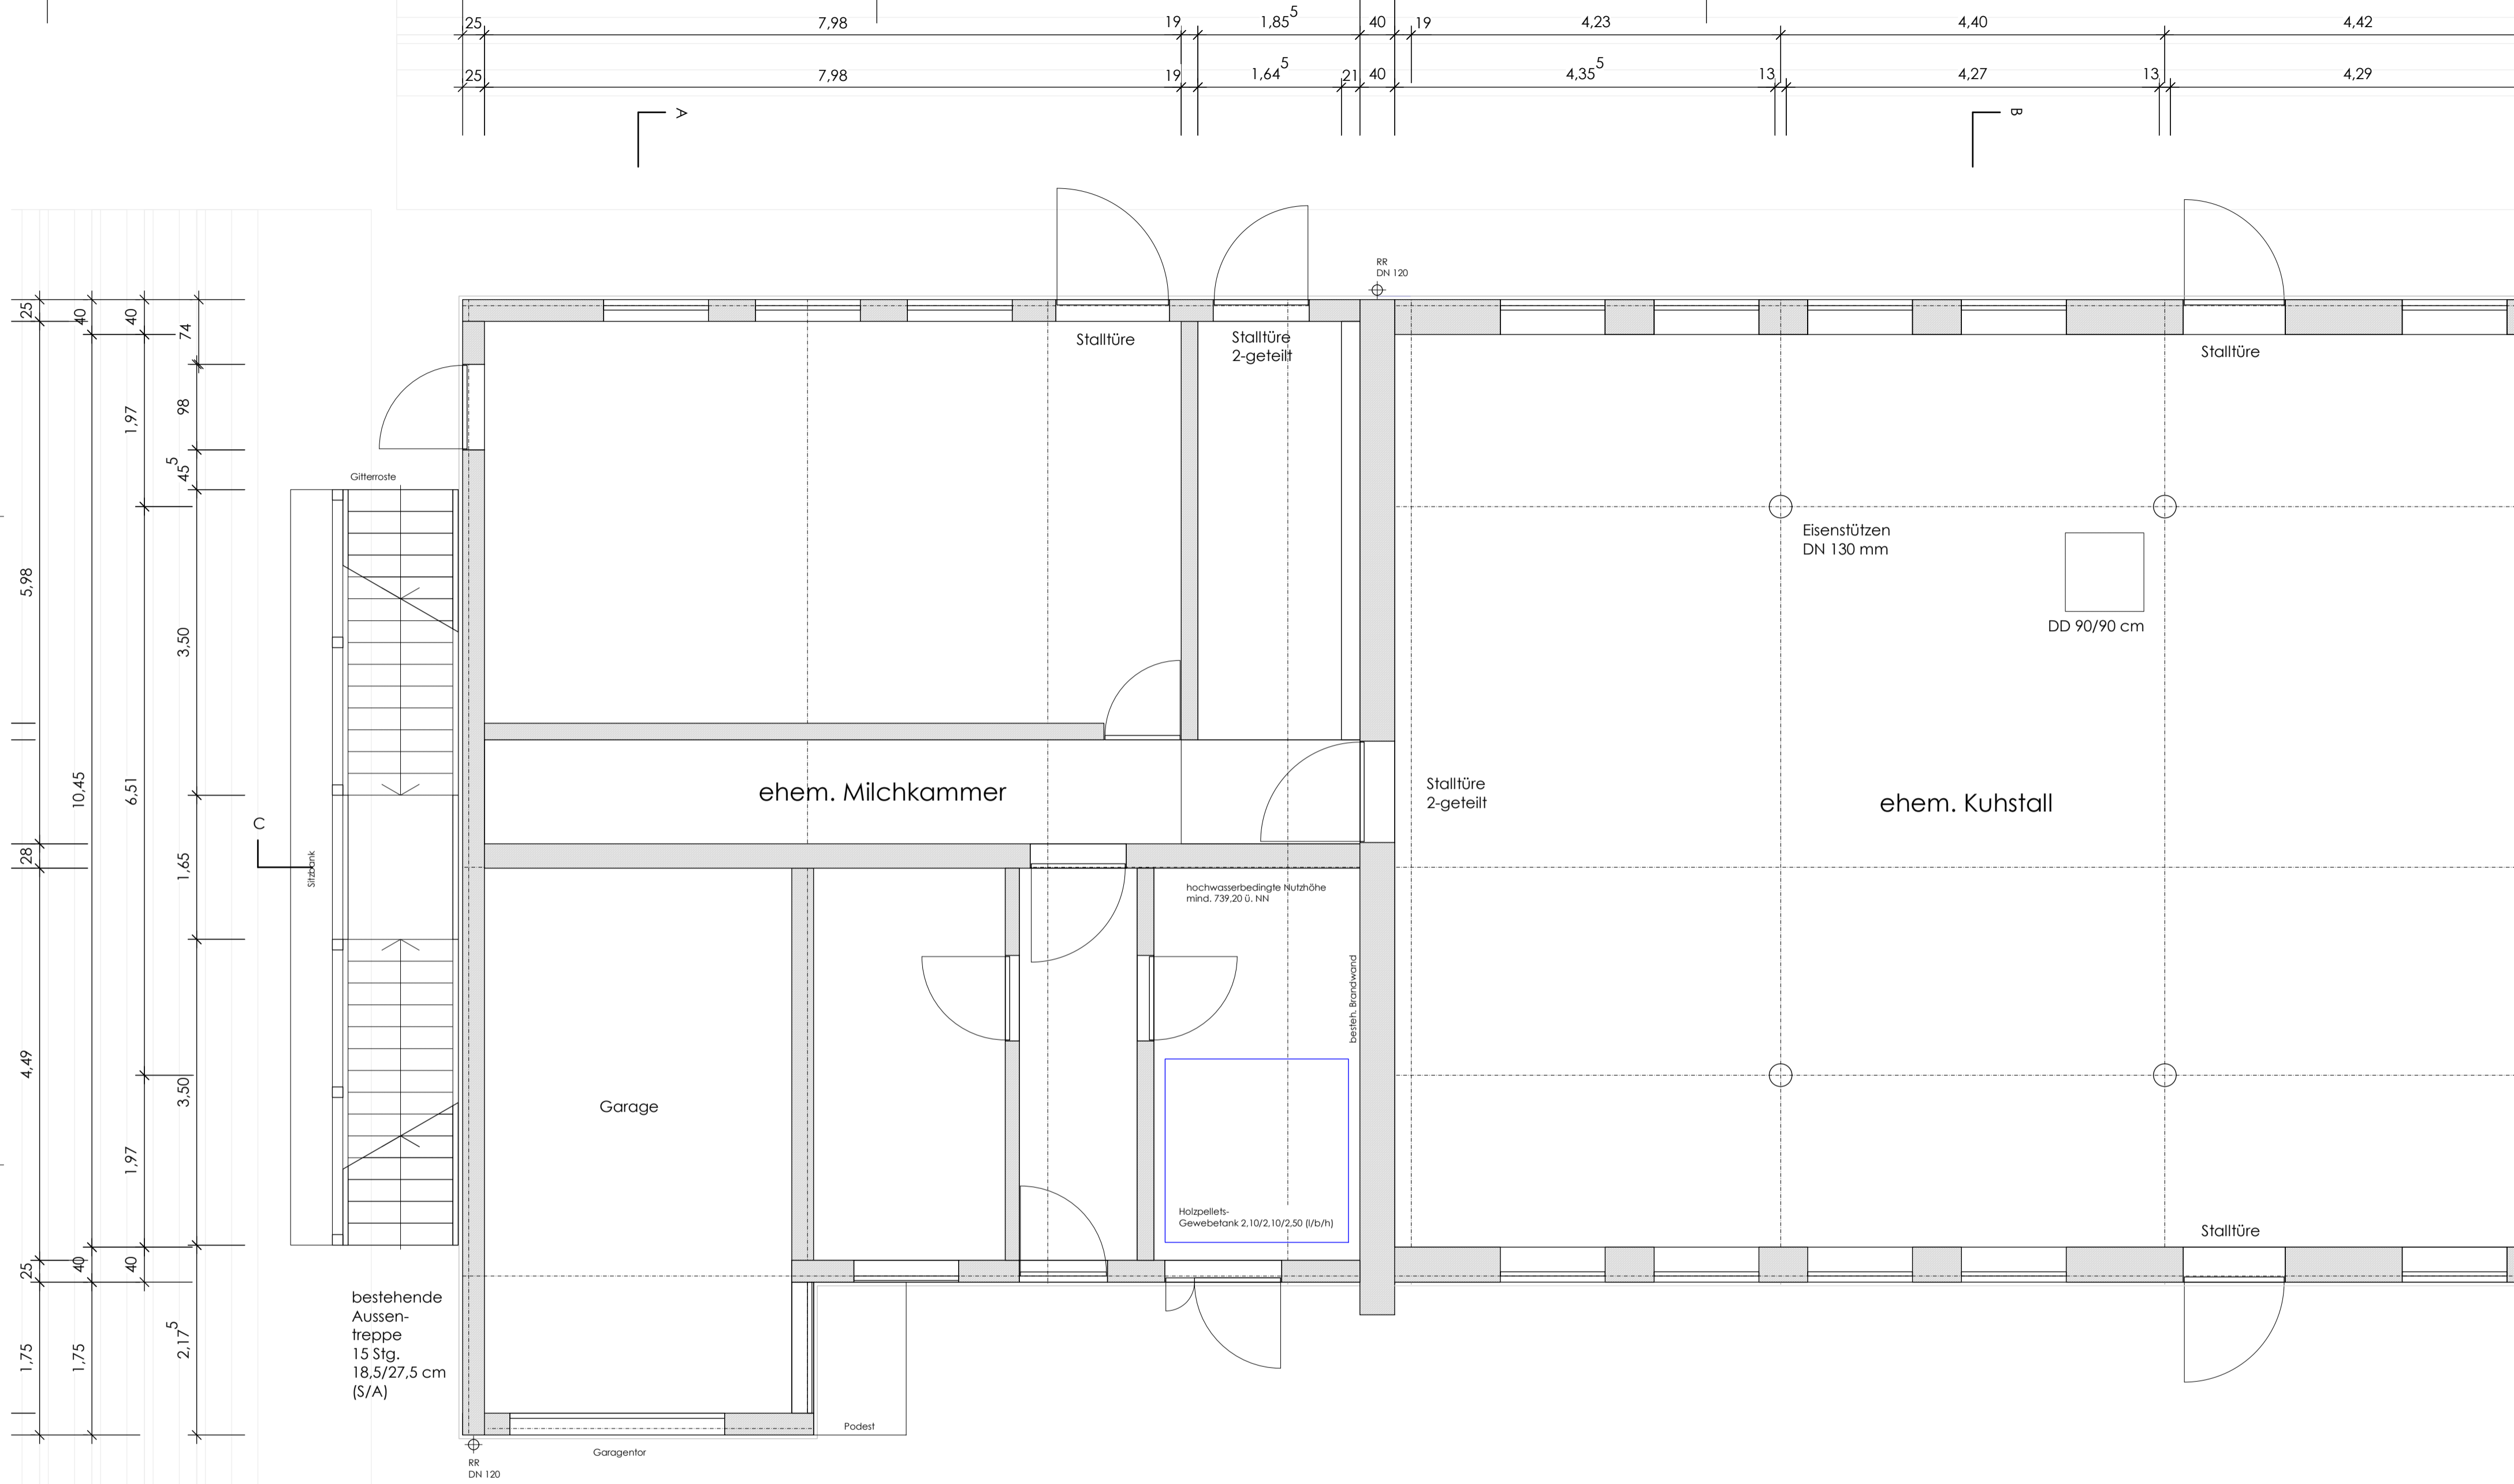 25 7,98 19 1,85⁵ 40 19 4,23 4,40 4,42
25 7,98 19 1,64⁵ 21 40 4,35⁵ 13 4,27 13 4,29
A
B
RR
DN 120
25
40
40
74
Stalltüre
Stalltüre
2-geteilt
Stalltüre
1,97
98
45⁵
Gitterroste
Eisenstützen
DN 130 mm
5,98
3,50
DD 90/90 cm
10,45
6,51
ehem. Milchkammer
Stalltüre
2-geteilt
ehem. Kuhstall
C
28
1,65
Sitzbank
hochwasserbedingte Nutzhöhe
mind. 739,20 ü. NN
besteh. Brandwand
4,49
3,50
Garage
1,97
Holzpellets-
Gewebetank 2,10/2,10/2,50 (l/b/h)
Stalltüre
25
40
40
bestehende
Aussen-
treppe
15 Stg.
18,5/27,5 cm
(S/A)
1,75
1,75
2,17⁵
Podest
Garagentor
RR
DN 120